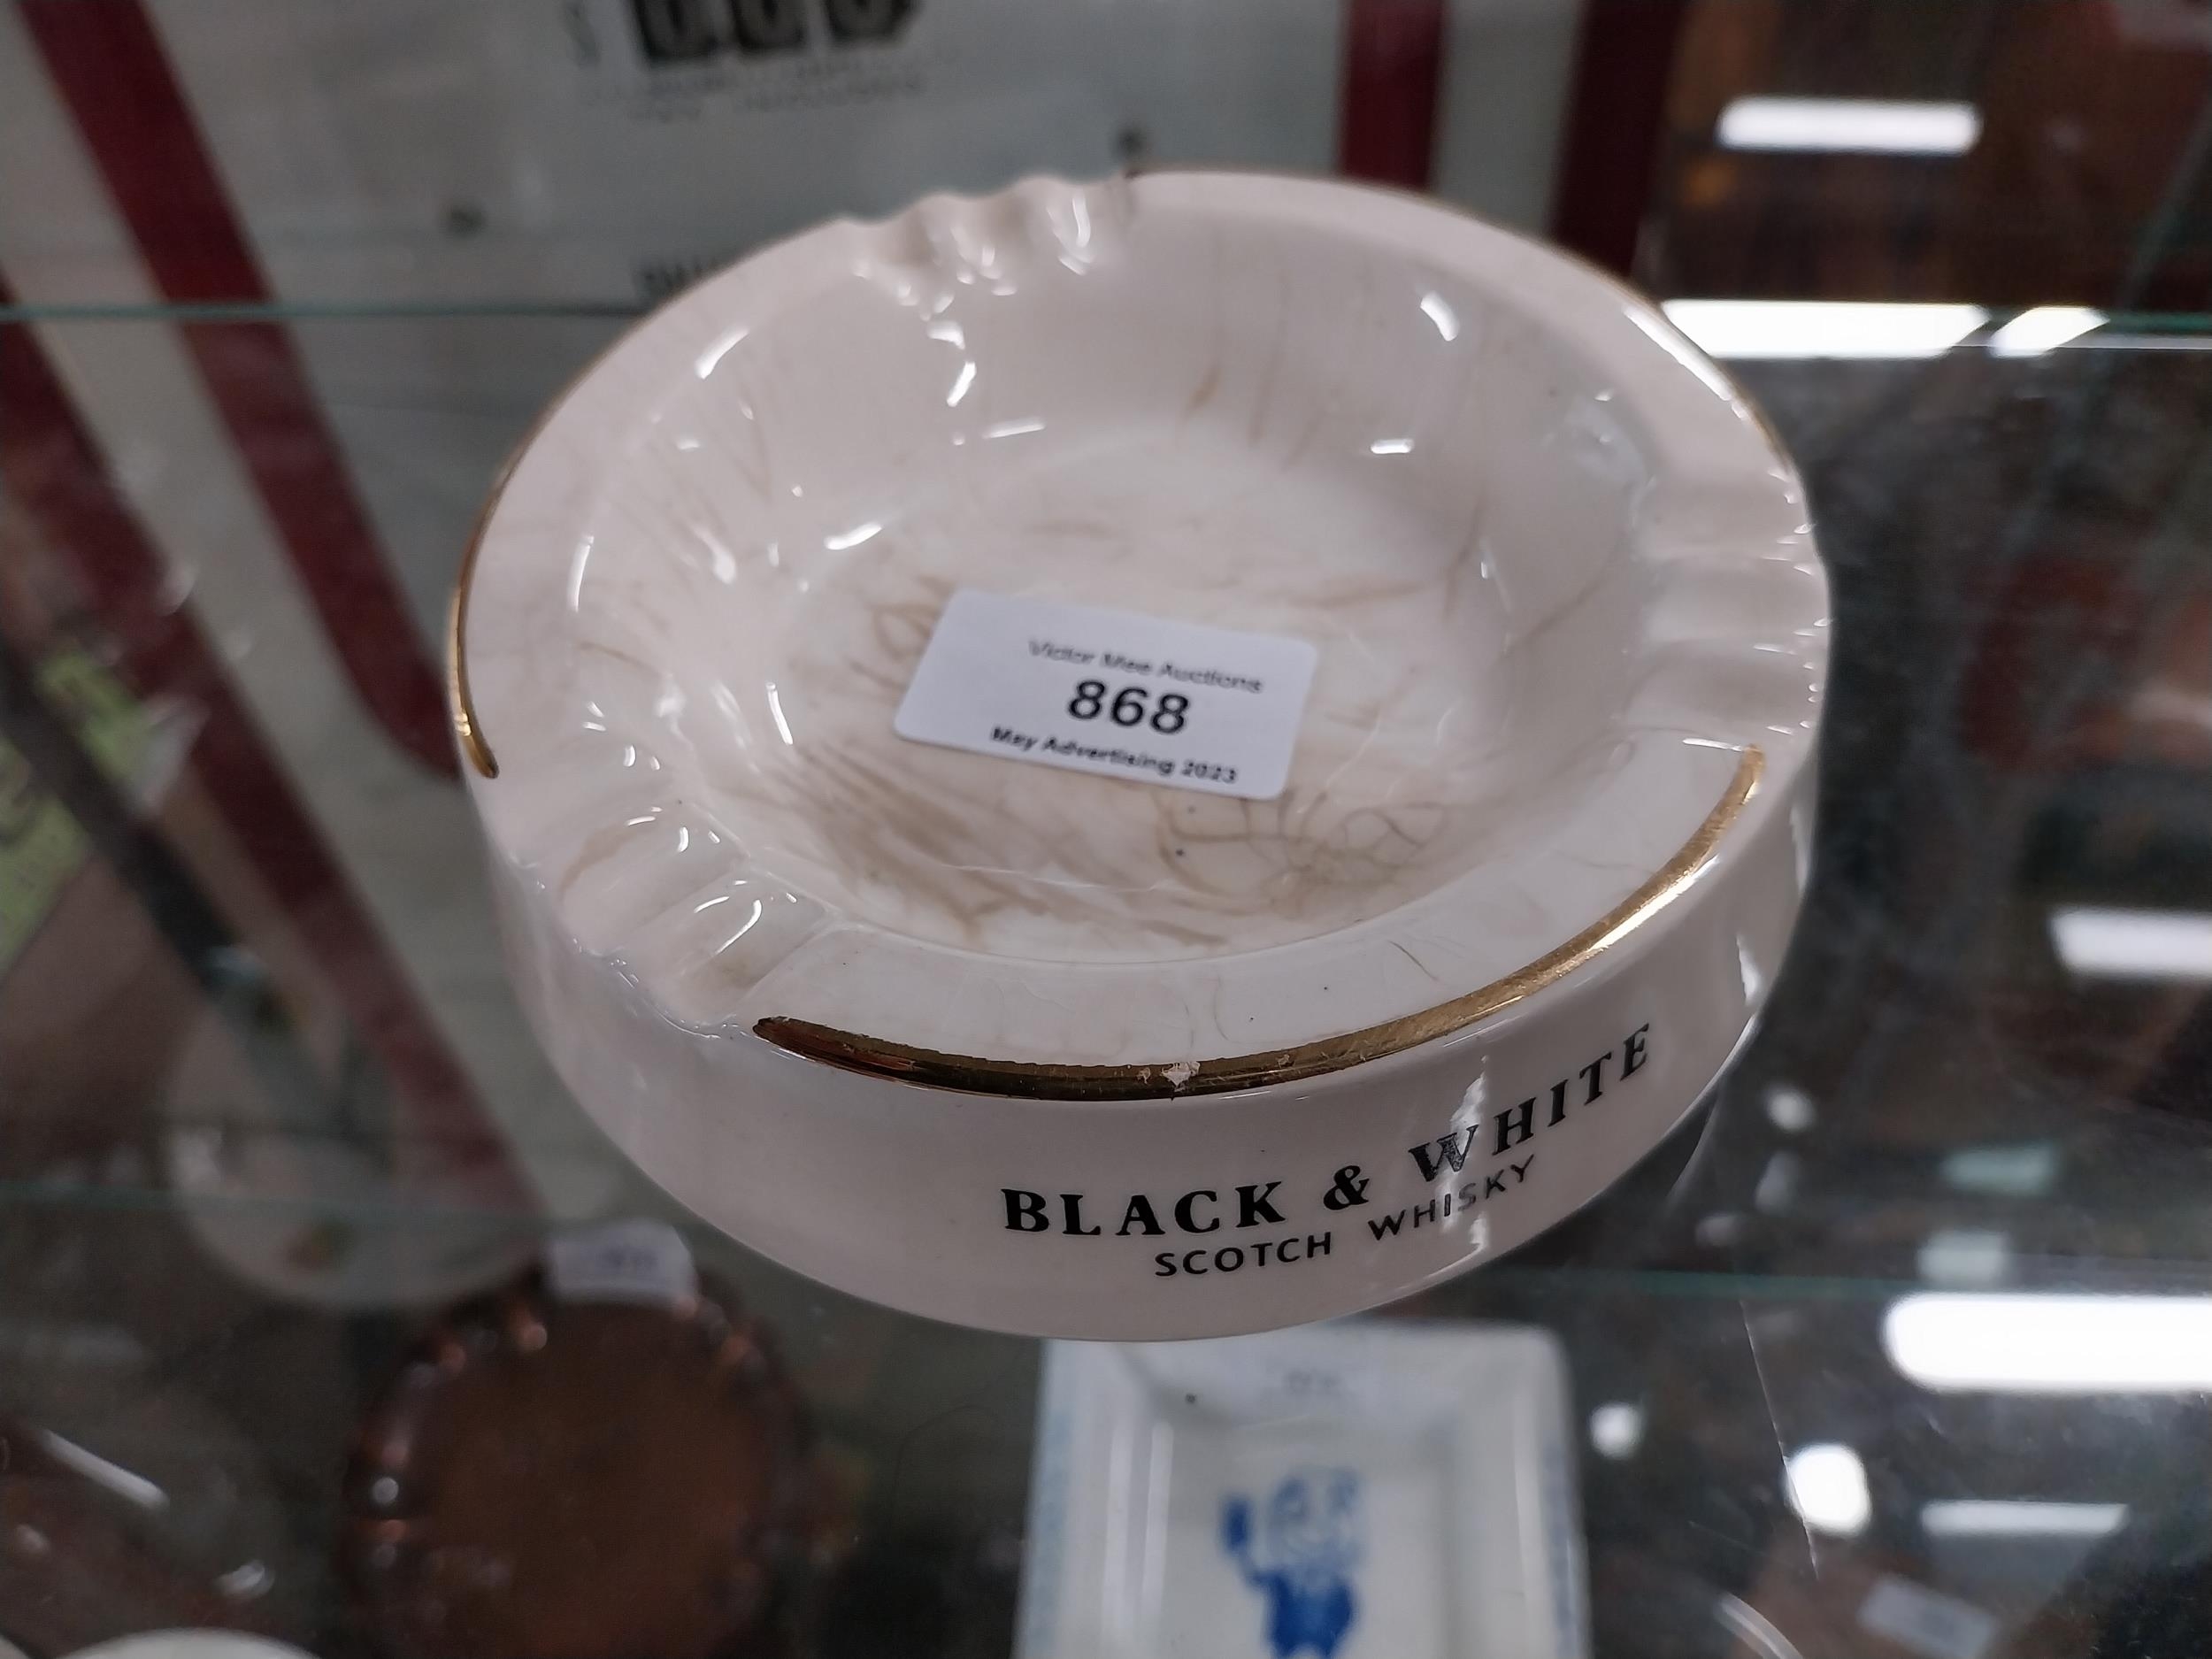 Victor Mee Auctions
868
May Advertising 2023
BLACK & WHITE
SCOTCH WHISKY